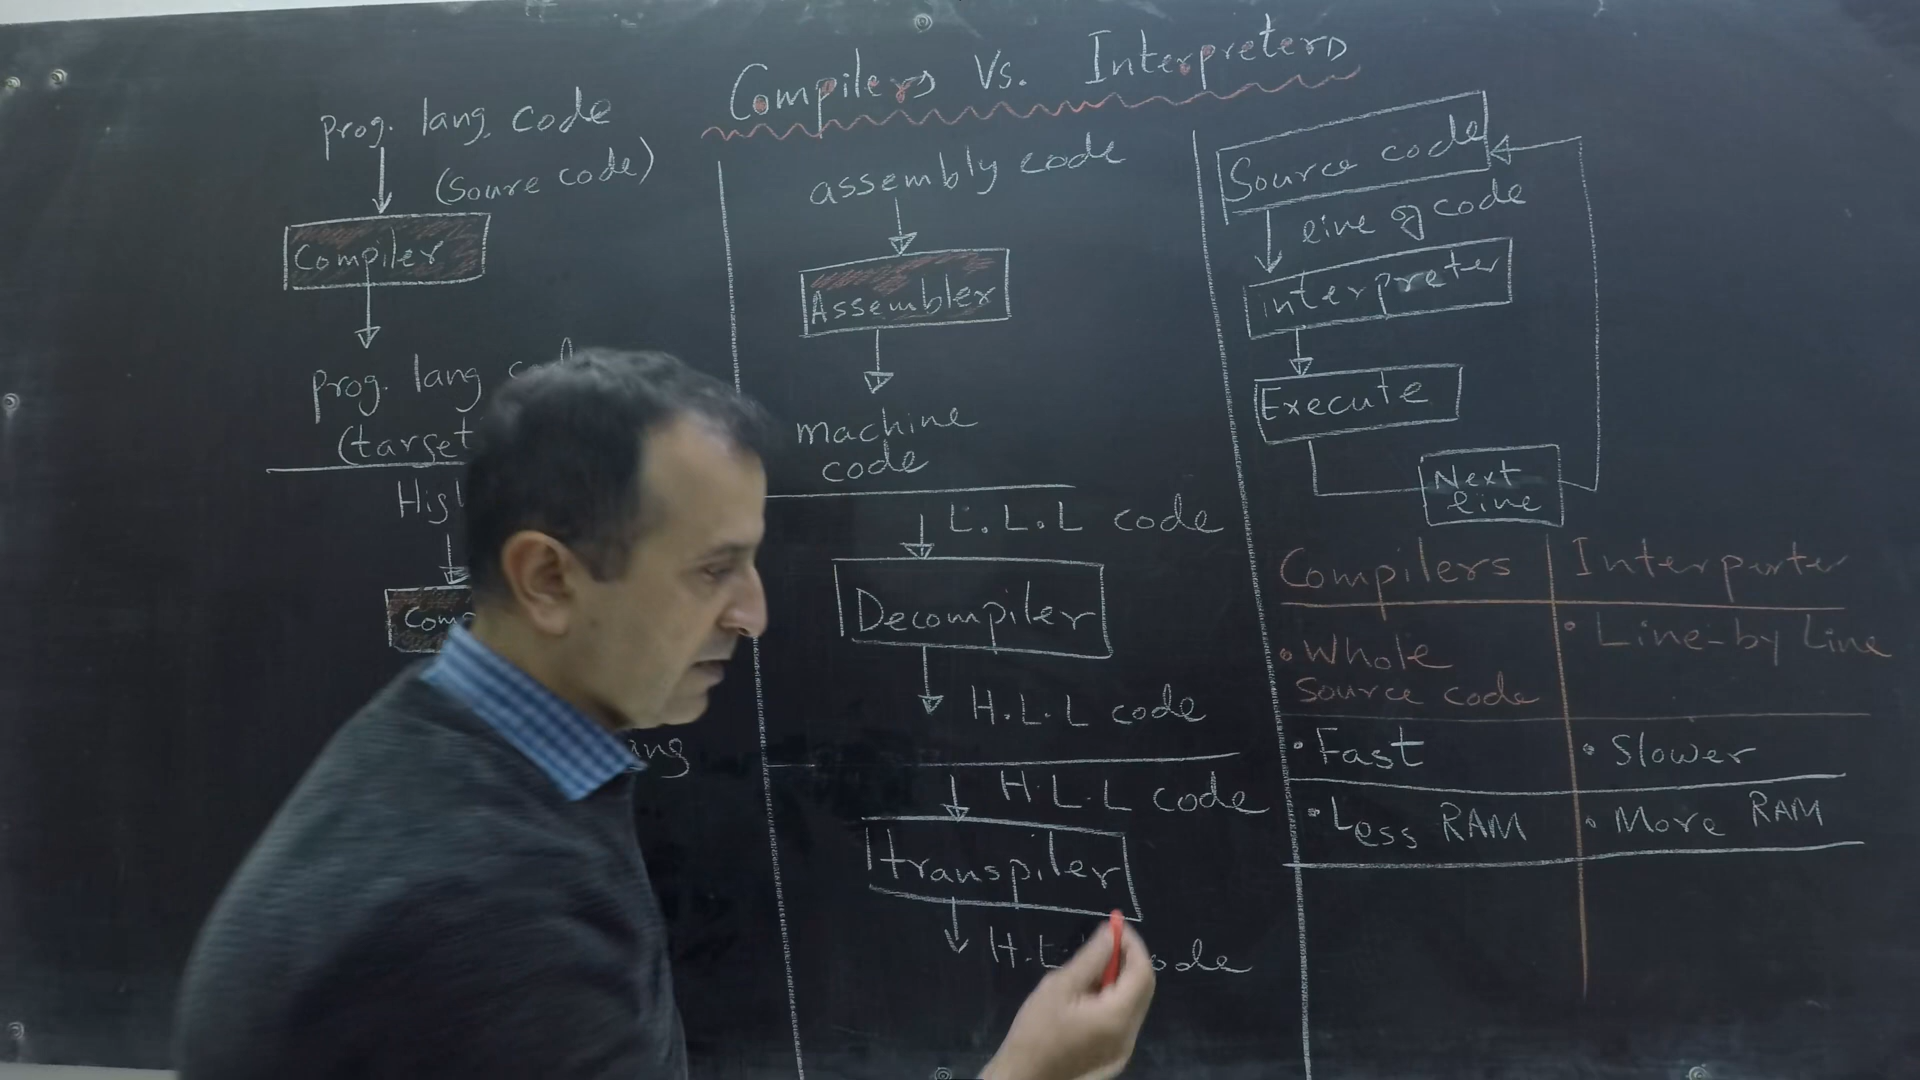 Compilers Vs. Interpreters
prog. lang. code
(Soure code)
Compiler
prog. lang
(target
assembly code
Assembler
machine
code
L.L.L code
Decompiler
H.L.L code
H.L.L code
transpiler
Source code
line of code
interpreter
Execute
Next
line
Compilers Interperter
• Whole
source code
• Line-by Line
• Fast • Slower
• Less RAM • More RAM